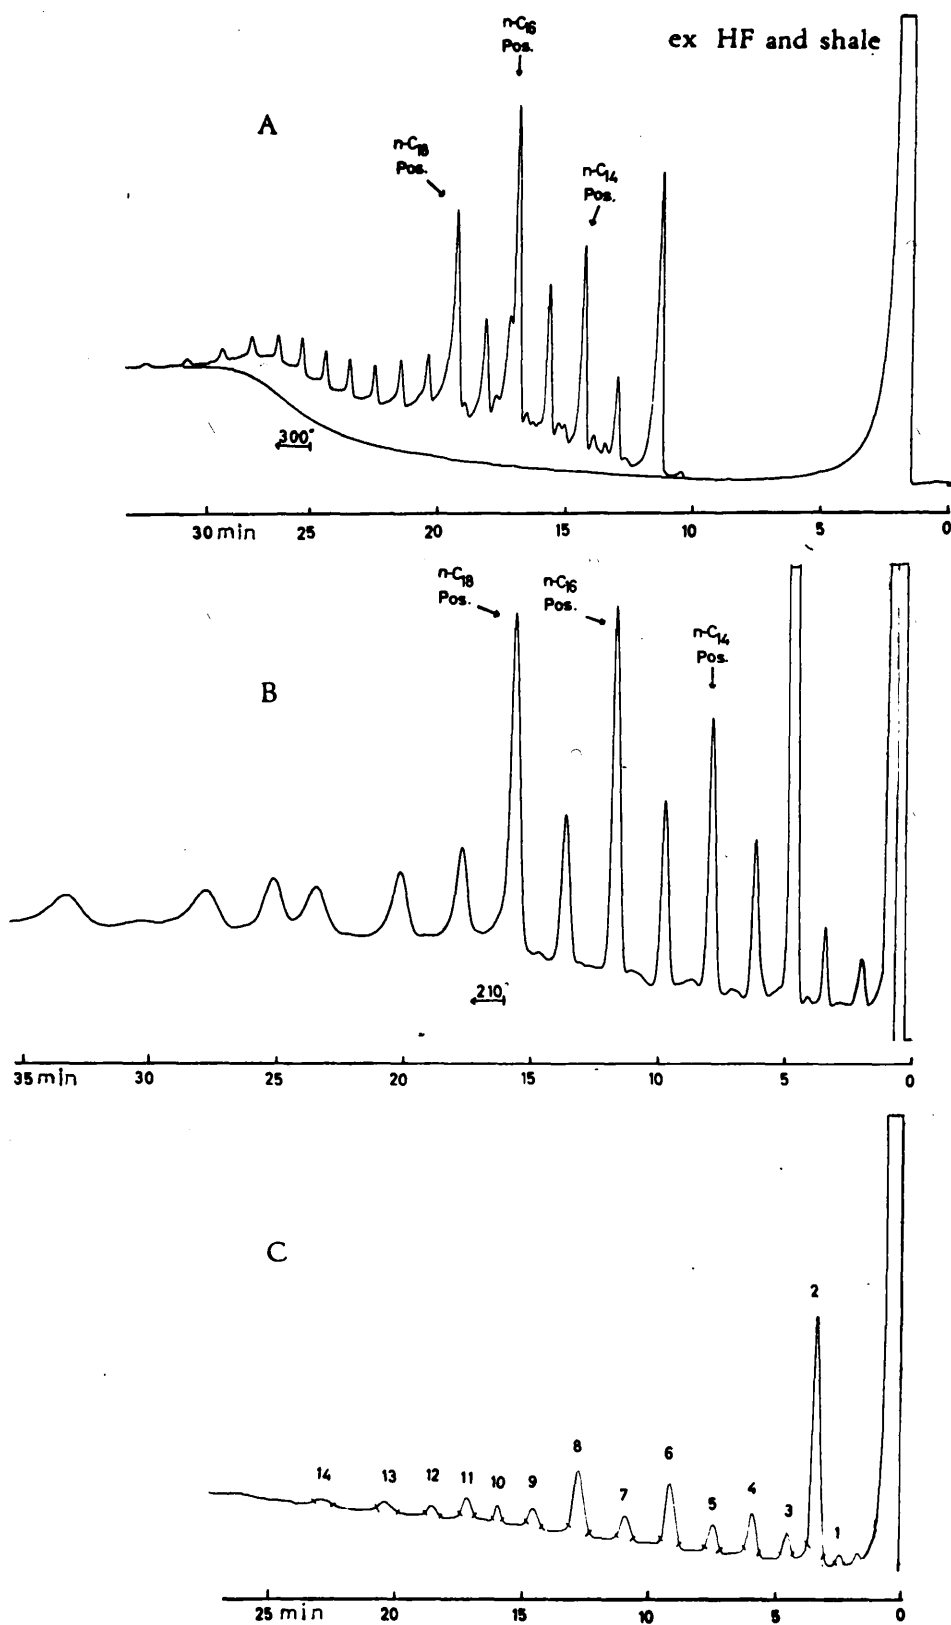 ex HF and shale
n-C16
Pos.
A
n-C18
Pos.
n-C14
Pos.
300°
30 min 25 20 15 10 5 0
n-C18
Pos.
n-C16
Pos.
n-C14
Pos.
B
210°
35 min 30 25 20 15 10 5 0
C
2
8
6
14 13 12 11 10 9 7 5 4 3 1
25 min 20 15 10 5 0